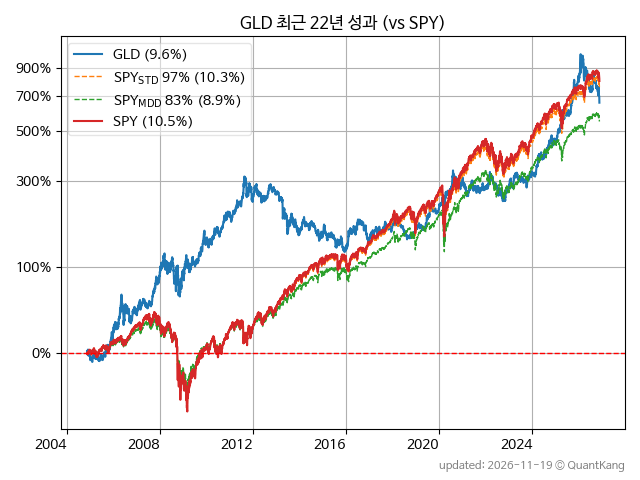 GLD 최근 22년 성과 (vs SPY)
GLD (9.6%)
SPY_STD 97% (10.3%)
SPY_MDD 83% (8.9%)
SPY (10.5%)
900%
700%
500%
300%
100%
0%
2004 2008 2012 2016 2020 2024
updated: 2026-11-19 © QuantKang